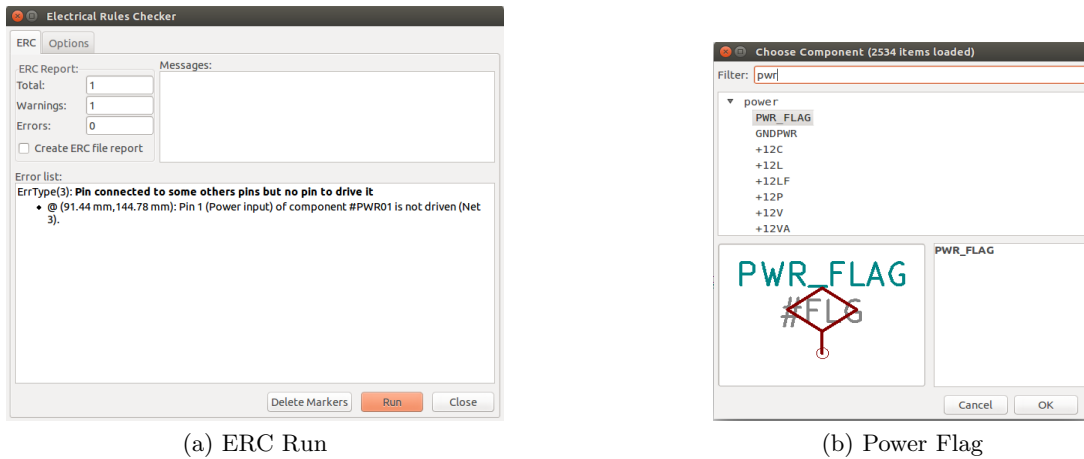 Electrical Rules Checker
ERC Options
ERC Report:
Messages:
Total: 1
Warnings: 1
Errors: 0
Create ERC file report
Error list:
ErrType(3): Pin connected to some others pins but no pin to drive it
• @ (91.44 mm,144.78 mm): Pin 1 (Power input) of component #PWR01 is not driven (Net
3).
Delete Markers Run Close
(a) ERC Run
Choose Component (2534 items loaded)
Filter: pwr
power
PWR_FLAG
GNDPWR
+12C
+12L
+12LF
+12P
+12V
+12VA
PWR_FLAG
#FLG
PWR_FLAG
Cancel OK
(b) Power Flag